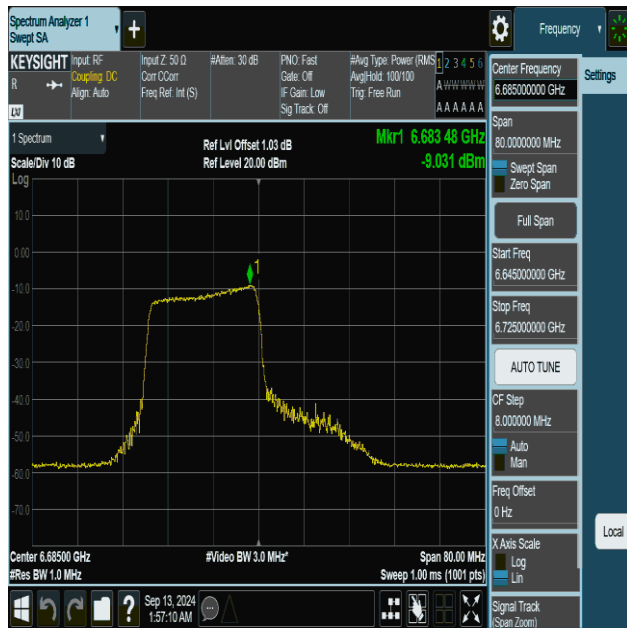 Spectrum Analyzer 1
Swept SA
+
Frequency
KEYSIGHT
R
LXI
Input: RF
Coupling: DC
Align: Auto
Input Z: 50 Ω
Corr CCorr
Freq Ref: Int (S)
#Atten: 30 dB
PNO: Fast
Gate: Off
IF Gain: Low
Sig Track: Off
#Avg Type: Power (RMS
Avg|Hold: 100/100
Trig: Free Run
1 2 3 4 5 6
A W W W W W
A A A A A A
1 Spectrum
Scale/Div 10 dB
Ref Lvl Offset 1.03 dB
Ref Level 20.00 dBm
Mkr1 6.683 48 GHz
-9.031 dBm
Log
10.0
0.00
-10.0
-20.0
-30.0
-40.0
-50.0
-60.0
-70.0
1
Center 6.68500 GHz
#Res BW 1.0 MHz
#Video BW 3.0 MHz*
Span 80.00 MHz
Sweep 1.00 ms (1001 pts)
Center Frequency
6.685000000 GHz
Span
80.0000000 MHz
Swept Span
Zero Span
Full Span
Start Freq
6.645000000 GHz
Stop Freq
6.725000000 GHz
AUTO TUNE
CF Step
8.000000 MHz
Auto
Man
Freq Offset
0 Hz
X Axis Scale
Log
Lin
Signal Track
(Span Zoom)
Settings
Local
?
Sep 13, 2024
1:57:10 AM